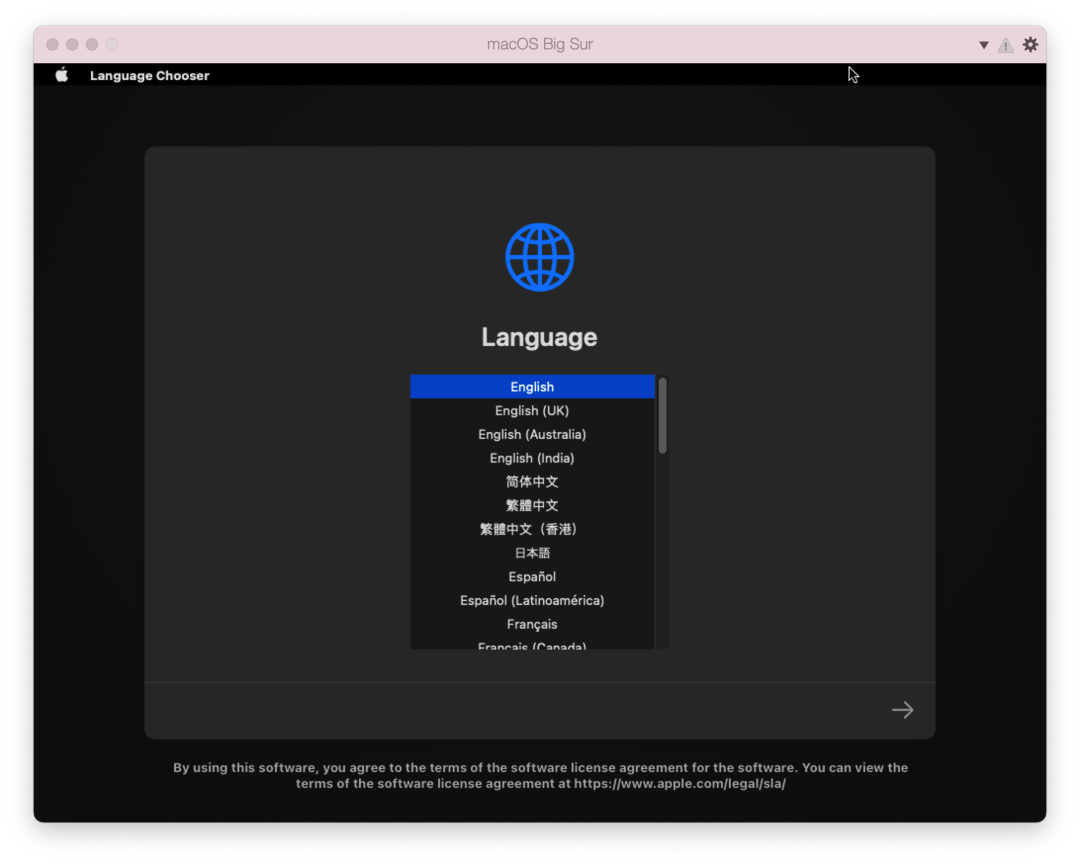 macOS Big Sur
Language Chooser
Language
English
English (UK)
English (Australia)
English (India)
简体中文
繁體中文
繁體中文（香港）
日本語
Español
Español (Latinoamérica)
Français
Français (Canada)
By using this software, you agree to the terms of the software license agreement for the software. You can view the
terms of the software license agreement at https://www.apple.com/legal/sla/